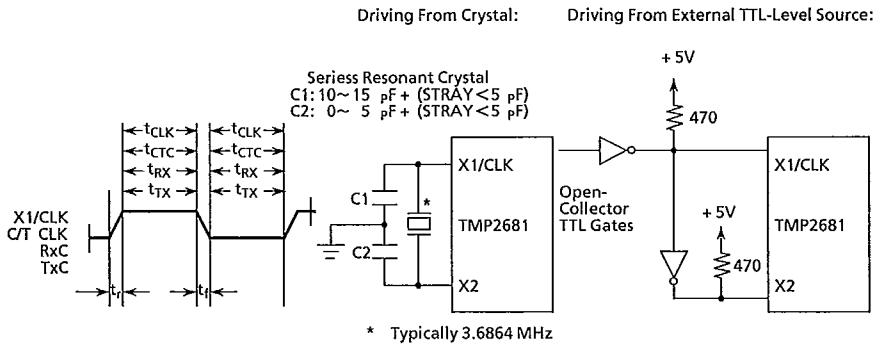 Driving From Crystal:
Driving From External TTL-Level Source:
Seriess Resonant Crystal
C1: 10~ 15 pF + (STRAY<5 pF)
C2: 0~ 5 pF + (STRAY<5 pF)
tCLK tCLK
tCTC tCTC
tRX tRX
tTX tTX
X1/CLK
C/T CLK
RxC
TxC
tr tf
C1
C2
*
X1/CLK
TMP2681
X2
* Typically 3.6864 MHz
+ 5V
470
Open-
Collector
TTL Gates
+ 5V
470
X1/CLK
TMP2681
X2